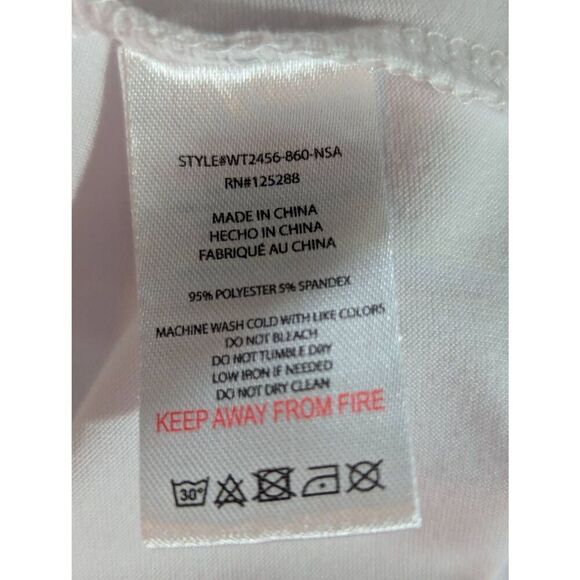 STYLE#WT2456-860-NSA
RN#125288
MADE IN CHINA
HECHO IN CHINA
FABRIQUÉ AU CHINA
95% POLYESTER 5% SPANDEX
MACHINE WASH COLD WITH LIKE COLORS
DO NOT BLEACH
DO NOT TUMBLE DRY
LOW IRON IF NEEDED
DO NOT DRY CLEAN
KEEP AWAY FROM FIRE
30°